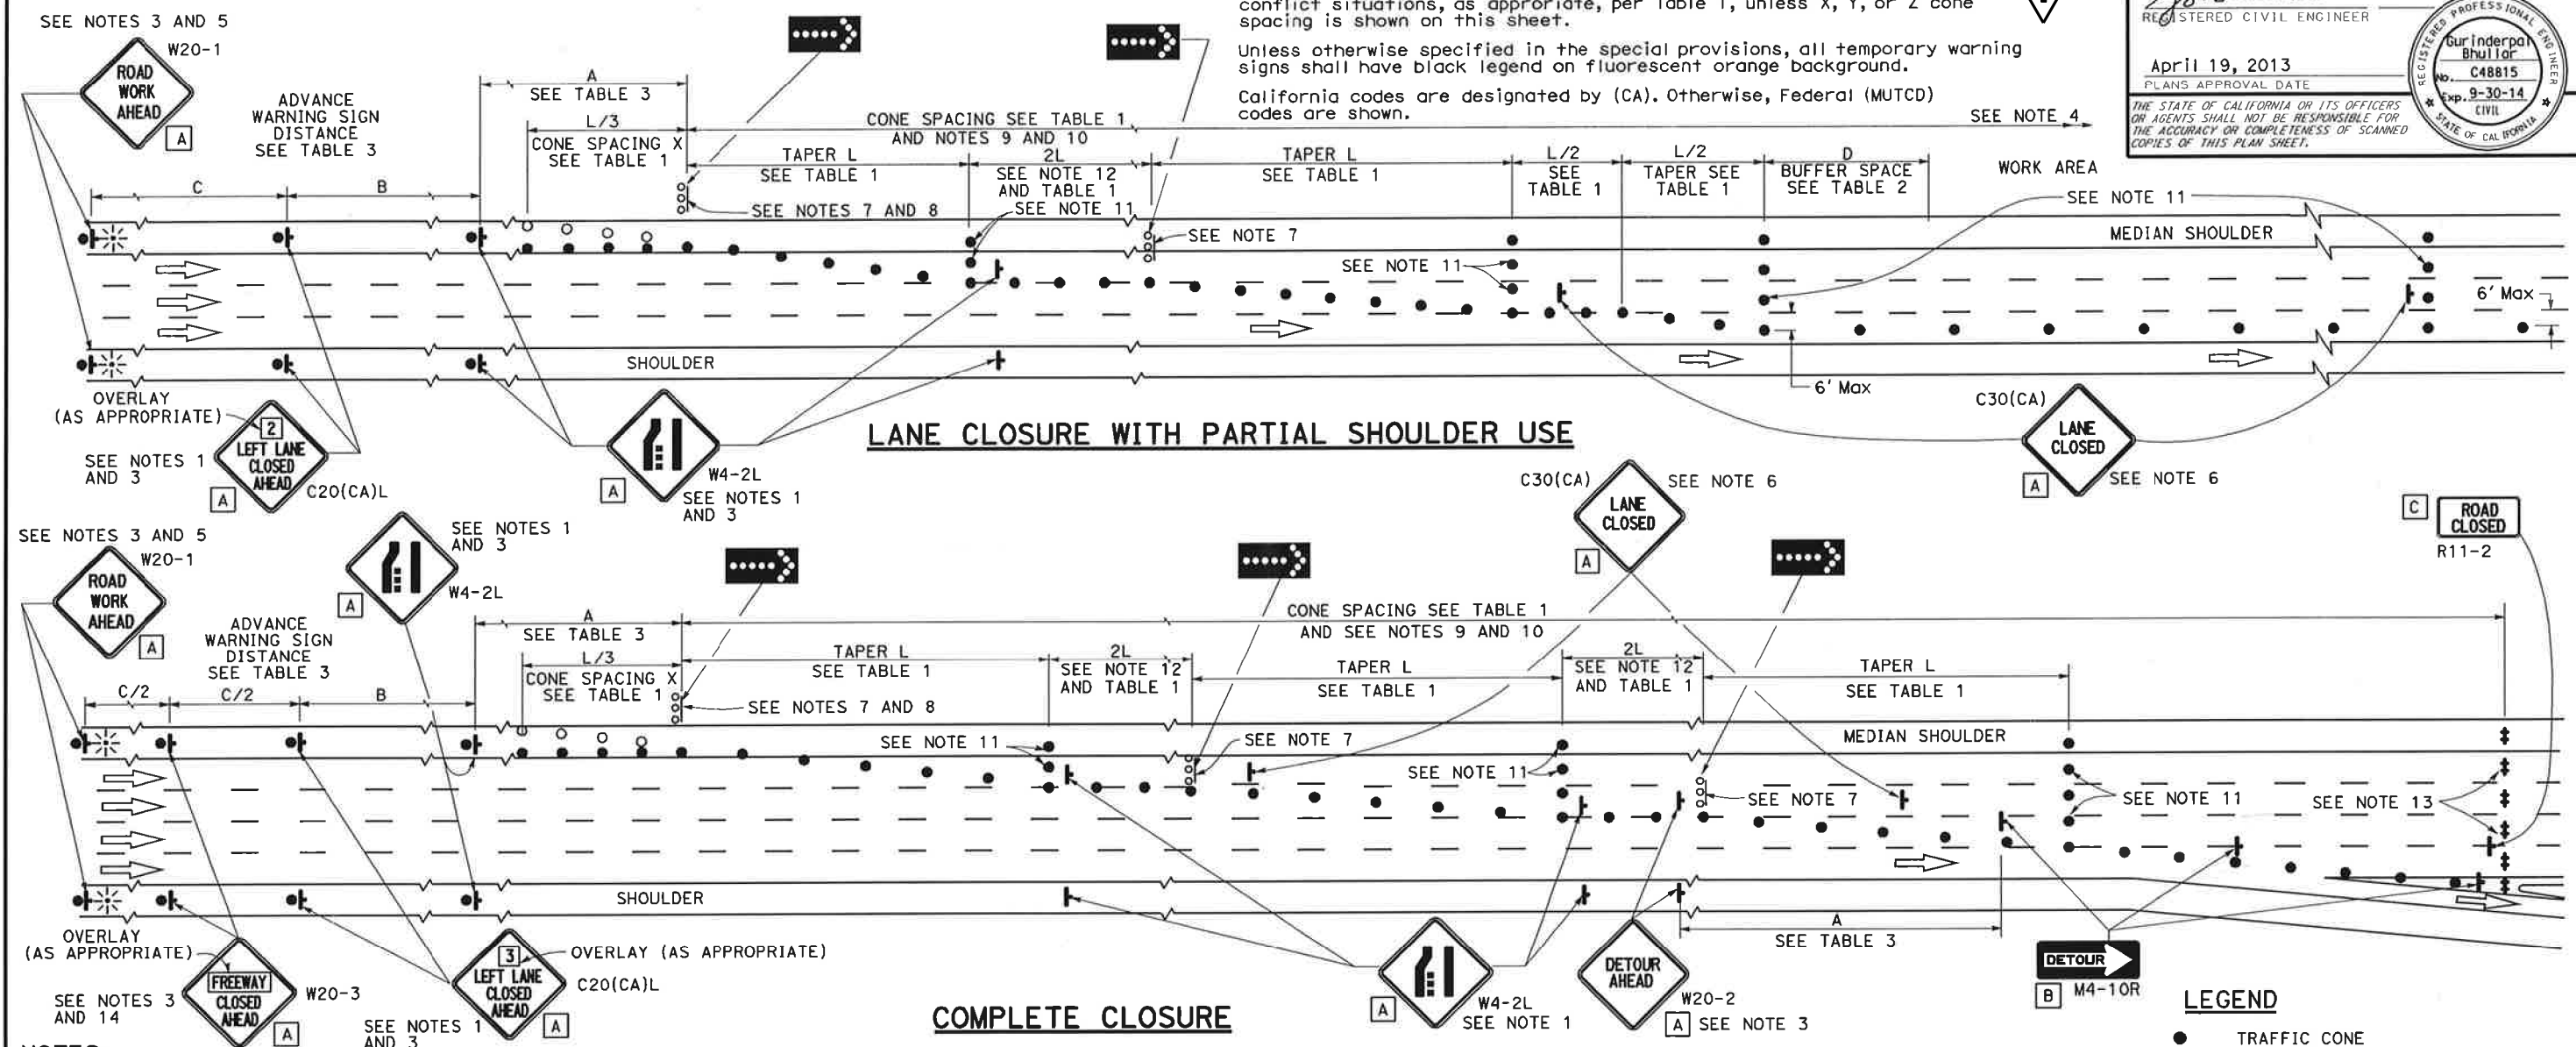 conflict situations, as approriate, per Table 1, unless X, Y, or Z cone
spacing is shown on this sheet.
Unless otherwise specified in the special provisions, all temporary warning
signs shall have black legend on fluorescent orange background.
California codes are designated by (CA). Otherwise, Federal (MUTCD)
codes are shown.
REGISTERED CIVIL ENGINEER
April 19, 2013
PLANS APPROVAL DATE
THE STATE OF CALIFORNIA OR ITS OFFICERS
OR AGENTS SHALL NOT BE RESPONSIBLE FOR
THE ACCURACY OR COMPLETENESS OF SCANNED
COPIES OF THIS PLAN SHEET.
REGISTERED PROFESSIONAL ENGINEER
Gurinderpal
Bhullar
No. C48815
Exp. 9-30-14
CIVIL
STATE OF CALIFORNIA
SEE NOTES 3 AND 5
W20-1
ROAD
WORK
AHEAD
A
ADVANCE
WARNING SIGN
DISTANCE
SEE TABLE 3
A
SEE TABLE 3
L/3
CONE SPACING X
SEE TABLE 1
CONE SPACING SEE TABLE 1
AND NOTES 9 AND 10
SEE NOTE 4
TAPER L
SEE TABLE 1
2L
SEE NOTE 12
AND TABLE 1
SEE NOTE 11
TAPER L
SEE TABLE 1
L/2
SEE
TABLE 1
L/2
TAPER SEE
TABLE 1
D
BUFFER SPACE
SEE TABLE 2
WORK AREA
SEE NOTE 11
C
B
SEE NOTES 7 AND 8
SEE NOTE 7
SEE NOTE 11
MEDIAN SHOULDER
6' Max
SHOULDER
6' Max
OVERLAY
(AS APPROPRIATE)
2
LEFT LANE
CLOSED
AHEAD
SEE NOTES 1
AND 3
A
C20(CA)L
A
W4-2L
SEE NOTES 1
AND 3
LANE CLOSURE WITH PARTIAL SHOULDER USE
C30(CA)
LANE
CLOSED
A
SEE NOTE 6
SEE NOTES 3 AND 5
W20-1
ROAD
WORK
AHEAD
A
SEE NOTES 1
AND 3
W4-2L
A
C30(CA)
LANE
CLOSED
SEE NOTE 6
A
C
ROAD
CLOSED
R11-2
ADVANCE
WARNING SIGN
DISTANCE
SEE TABLE 3
A
SEE TABLE 3
L/3
CONE SPACING X
SEE TABLE 1
CONE SPACING SEE TABLE 1
AND SEE NOTES 9 AND 10
TAPER L
SEE TABLE 1
2L
SEE NOTE 12
AND TABLE 1
TAPER L
SEE TABLE 1
2L
SEE NOTE 12
AND TABLE 1
TAPER L
SEE TABLE 1
C/2
C/2
B
SEE NOTES 7 AND 8
SEE NOTE 11
SEE NOTE 7
SEE NOTE 11
MEDIAN SHOULDER
SEE NOTE 7
SEE NOTE 11
SEE NOTE 13
SHOULDER
A
SEE TABLE 3
OVERLAY
(AS APPROPRIATE)
FREEWAY
CLOSED
AHEAD
W20-3
SEE NOTES 3
AND 14
A
3
LEFT LANE
CLOSED
AHEAD
OVERLAY (AS APPROPRIATE)
C20(CA)L
SEE NOTES 1
AND 3
A
COMPLETE CLOSURE
A
W4-2L
SEE NOTE 1
DETOUR
AHEAD
W20-2
A
SEE NOTE 3
DETOUR
B
M4-10R
LEGEND
TRAFFIC CONE